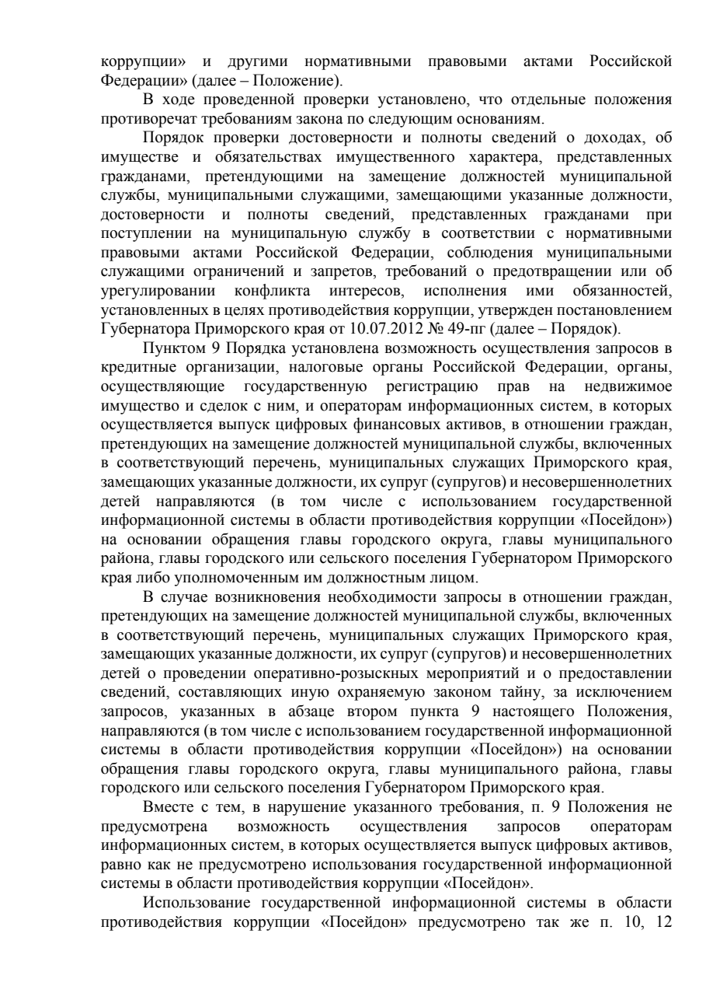 коррупции» и другими нормативными правовыми актами Российской
Федерации» (далее – Положение).
В ходе проведенной проверки установлено, что отдельные положения
противоречат требованиям закона по следующим основаниям.
Порядок проверки достоверности и полноты сведений о доходах, об
имуществе и обязательствах имущественного характера, представленных
гражданами, претендующими на замещение должностей муниципальной
службы, муниципальными служащими, замещающими указанные должности,
достоверности и полноты сведений, представленных гражданами при
поступлении на муниципальную службу в соответствии с нормативными
правовыми актами Российской Федерации, соблюдения муниципальными
служащими ограничений и запретов, требований о предотвращении или об
урегулировании конфликта интересов, исполнения ими обязанностей,
установленных в целях противодействия коррупции, утвержден постановлением
Губернатора Приморского края от 10.07.2012 № 49-пг (далее – Порядок).
Пунктом 9 Порядка установлена возможность осуществления запросов в
кредитные организации, налоговые органы Российской Федерации, органы,
осуществляющие государственную регистрацию прав на недвижимое
имущество и сделок с ним, и операторам информационных систем, в которых
осуществляется выпуск цифровых финансовых активов, в отношении граждан,
претендующих на замещение должностей муниципальной службы, включенных
в соответствующий перечень, муниципальных служащих Приморского края,
замещающих указанные должности, их супруг (супругов) и несовершеннолетних
детей направляются (в том числе с использованием государственной
информационной системы в области противодействия коррупции «Посейдон»)
на основании обращения главы городского округа, главы муниципального
района, главы городского или сельского поселения Губернатором Приморского
края либо уполномоченным им должностным лицом.
В случае возникновения необходимости запросы в отношении граждан,
претендующих на замещение должностей муниципальной службы, включенных
в соответствующий перечень, муниципальных служащих Приморского края,
замещающих указанные должности, их супруг (супругов) и несовершеннолетних
детей о проведении оперативно-розыскных мероприятий и о предоставлении
сведений, составляющих иную охраняемую законом тайну, за исключением
запросов, указанных в абзаце втором пункта 9 настоящего Положения,
направляются (в том числе с использованием государственной информационной
системы в области противодействия коррупции «Посейдон») на основании
обращения главы городского округа, главы муниципального района, главы
городского или сельского поселения Губернатором Приморского края.
Вместе с тем, в нарушение указанного требования, п. 9 Положения не
предусмотрена возможность осуществления запросов операторам
информационных систем, в которых осуществляется выпуск цифровых активов,
равно как не предусмотрено использования государственной информационной
системы в области противодействия коррупции «Посейдон».
Использование государственной информационной системы в области
противодействия коррупции «Посейдон» предусмотрено так же п. 10, 12